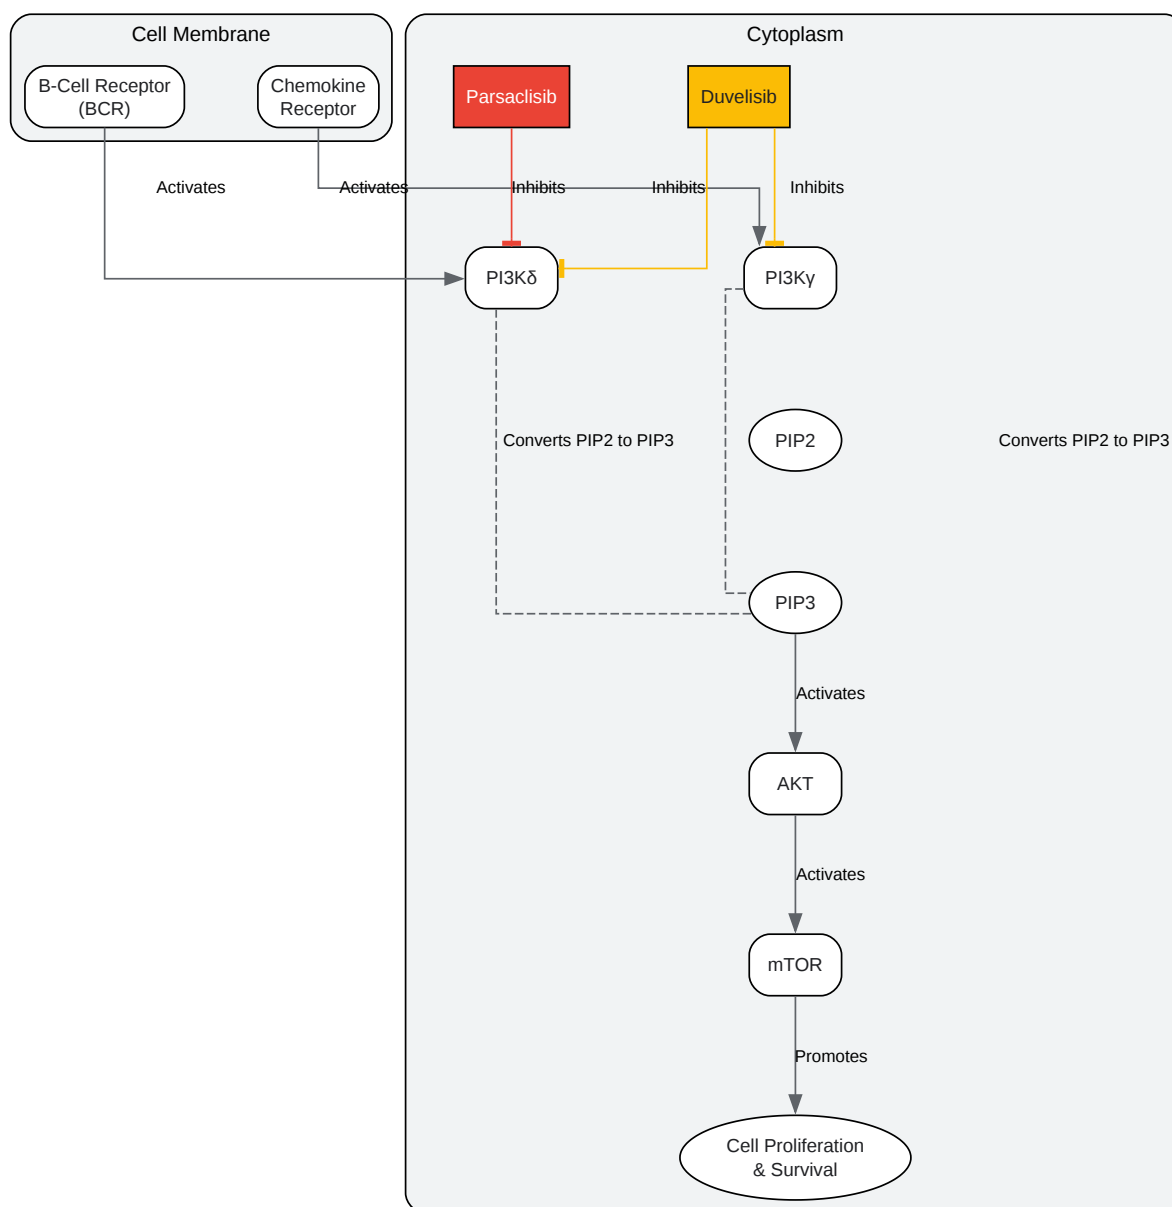 Cell Membrane
Cytoplasm
B-Cell Receptor
(BCR)
Chemokine
Receptor
Parsaclisib
Duvelisib
Activates
Activates
Inhibits
Inhibits
Inhibits
PI3Kδ
PI3Kγ
Converts PIP2 to PIP3
PIP2
Converts PIP2 to PIP3
PIP3
Activates
AKT
Activates
mTOR
Promotes
Cell Proliferation
& Survival